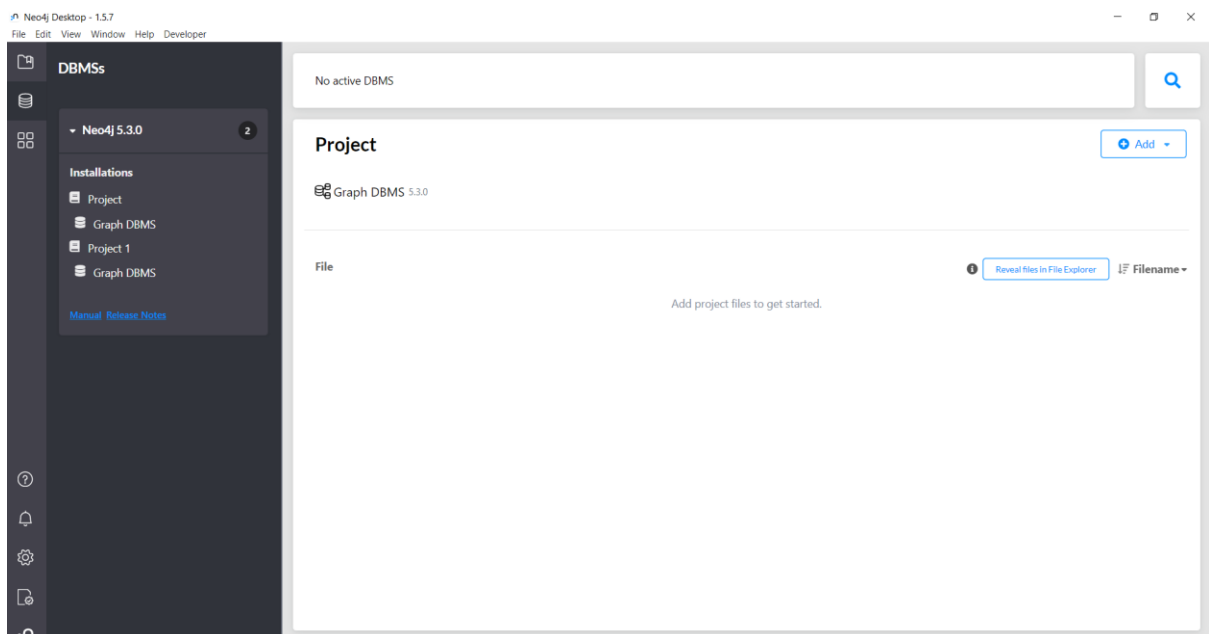 Neo4j Desktop - 1.5.7
File Edit View Window Help Developer
DBMSs
Neo4j 5.3.0 2
Installations
Project
Graph DBMS
Project 1
Graph DBMS
Manual Release Notes
No active DBMS
Project
Add
Graph DBMS 5.3.0
File
Reveal files in File Explorer
Filename
Add project files to get started.